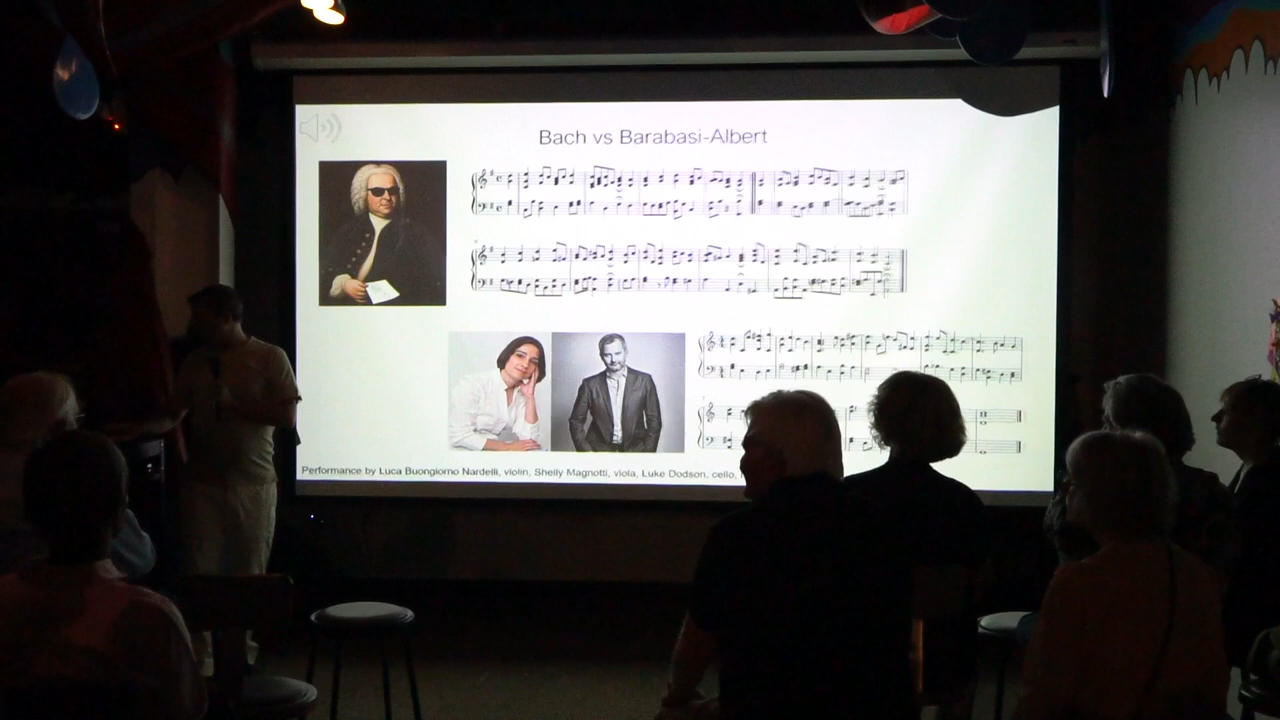 Bach vs Barabasi-Albert
Performance by Luca Buongiorno Nardelli, violin, Shelly Magnotti, viola, Luke Dodson, cello,